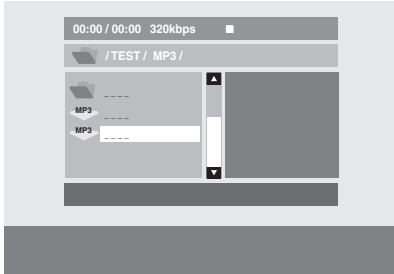 00:00 / 00:00 320kbps
/ TEST / MP3 /
_ _ _ _
MP3 _ _ _ _
MP3 _ _ _ _